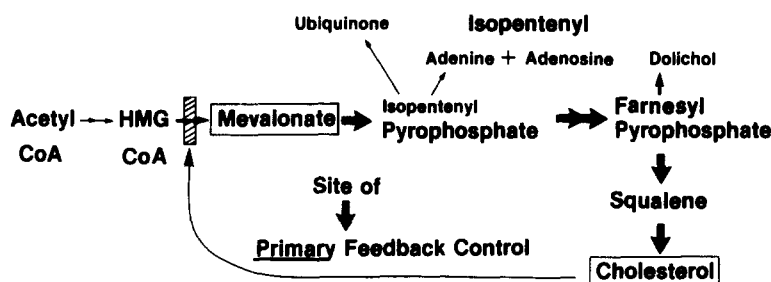 Ubiquinone
Isopentenyl
Adenine + Adenosine
Dolichol
Acetyl CoA
HMG CoA
Mevalonate
Isopentenyl
Pyrophosphate
Farnesyl
Pyrophosphate
Site of
Primary Feedback Control
Squalene
Cholesterol